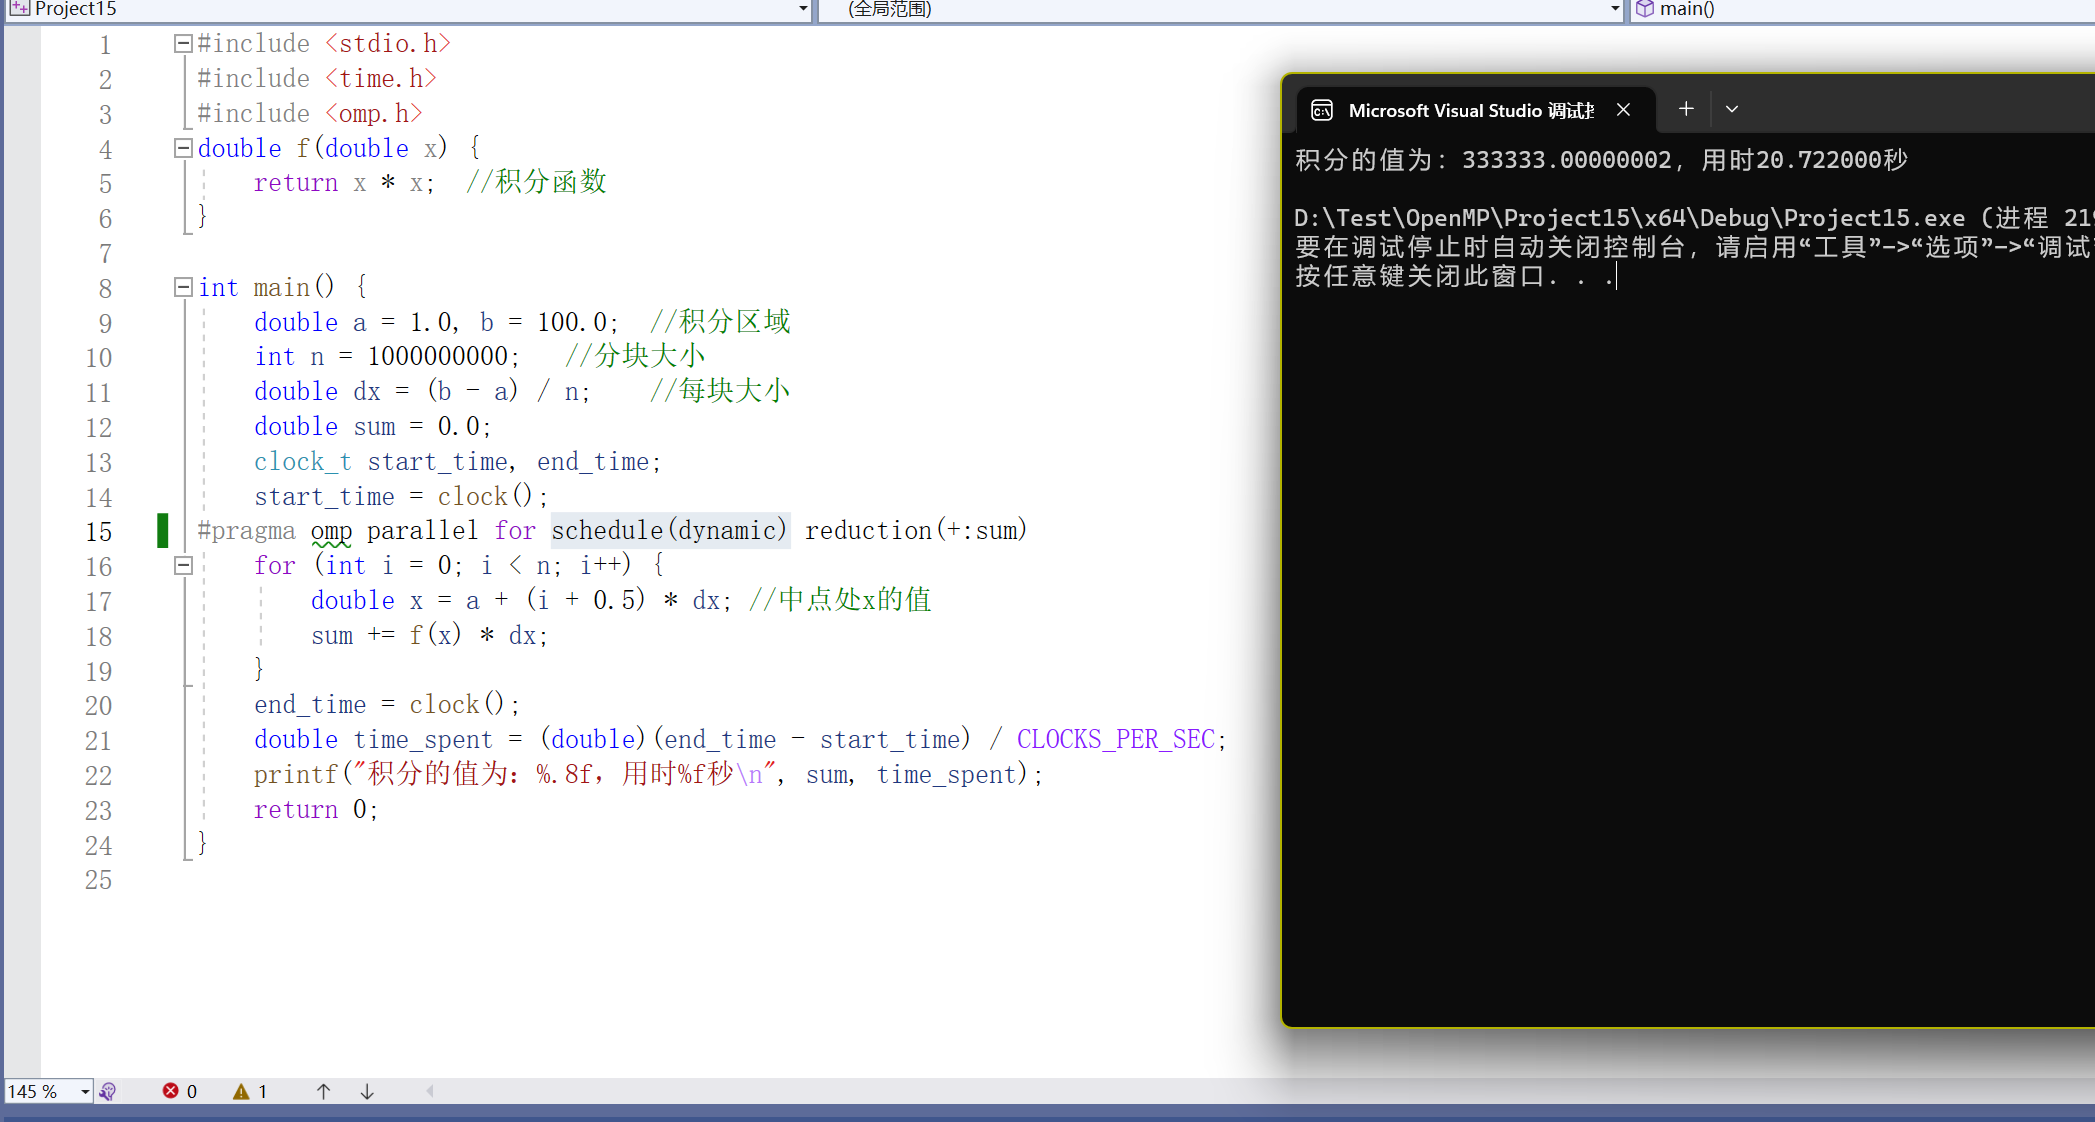 Project15 (全局范围) main()
1 #include <stdio.h>
2 #include <time.h>
3 #include <omp.h>
4 double f(double x) {
5 return x * x; //积分函数
6 }
7
8 int main() {
9 double a = 1.0, b = 100.0; //积分区域
10 int n = 1000000000; //分块大小
11 double dx = (b - a) / n; //每块大小
12 double sum = 0.0;
13 clock_t start_time, end_time;
14 start_time = clock();
15 #pragma omp parallel for schedule(dynamic) reduction(+:sum)
16 for (int i = 0; i < n; i++) {
17 double x = a + (i + 0.5) * dx; //中点处x的值
18 sum += f(x) * dx;
19 }
20 end_time = clock();
21 double time_spent = (double)(end_time - start_time) / CLOCKS_PER_SEC;
22 printf("积分的值为：%.8f，用时%f秒\n", sum, time_spent);
23 return 0;
24 }
25
Microsoft Visual Studio 调试
积分的值为：333333.00000002，用时20.722000秒
D:\Test\OpenMP\Project15\x64\Debug\Project15.exe (进程 21
要在调试停止时自动关闭控制台，请启用“工具”->“选项”->“调试
按任意键关闭此窗口. . .
145 % 0 1